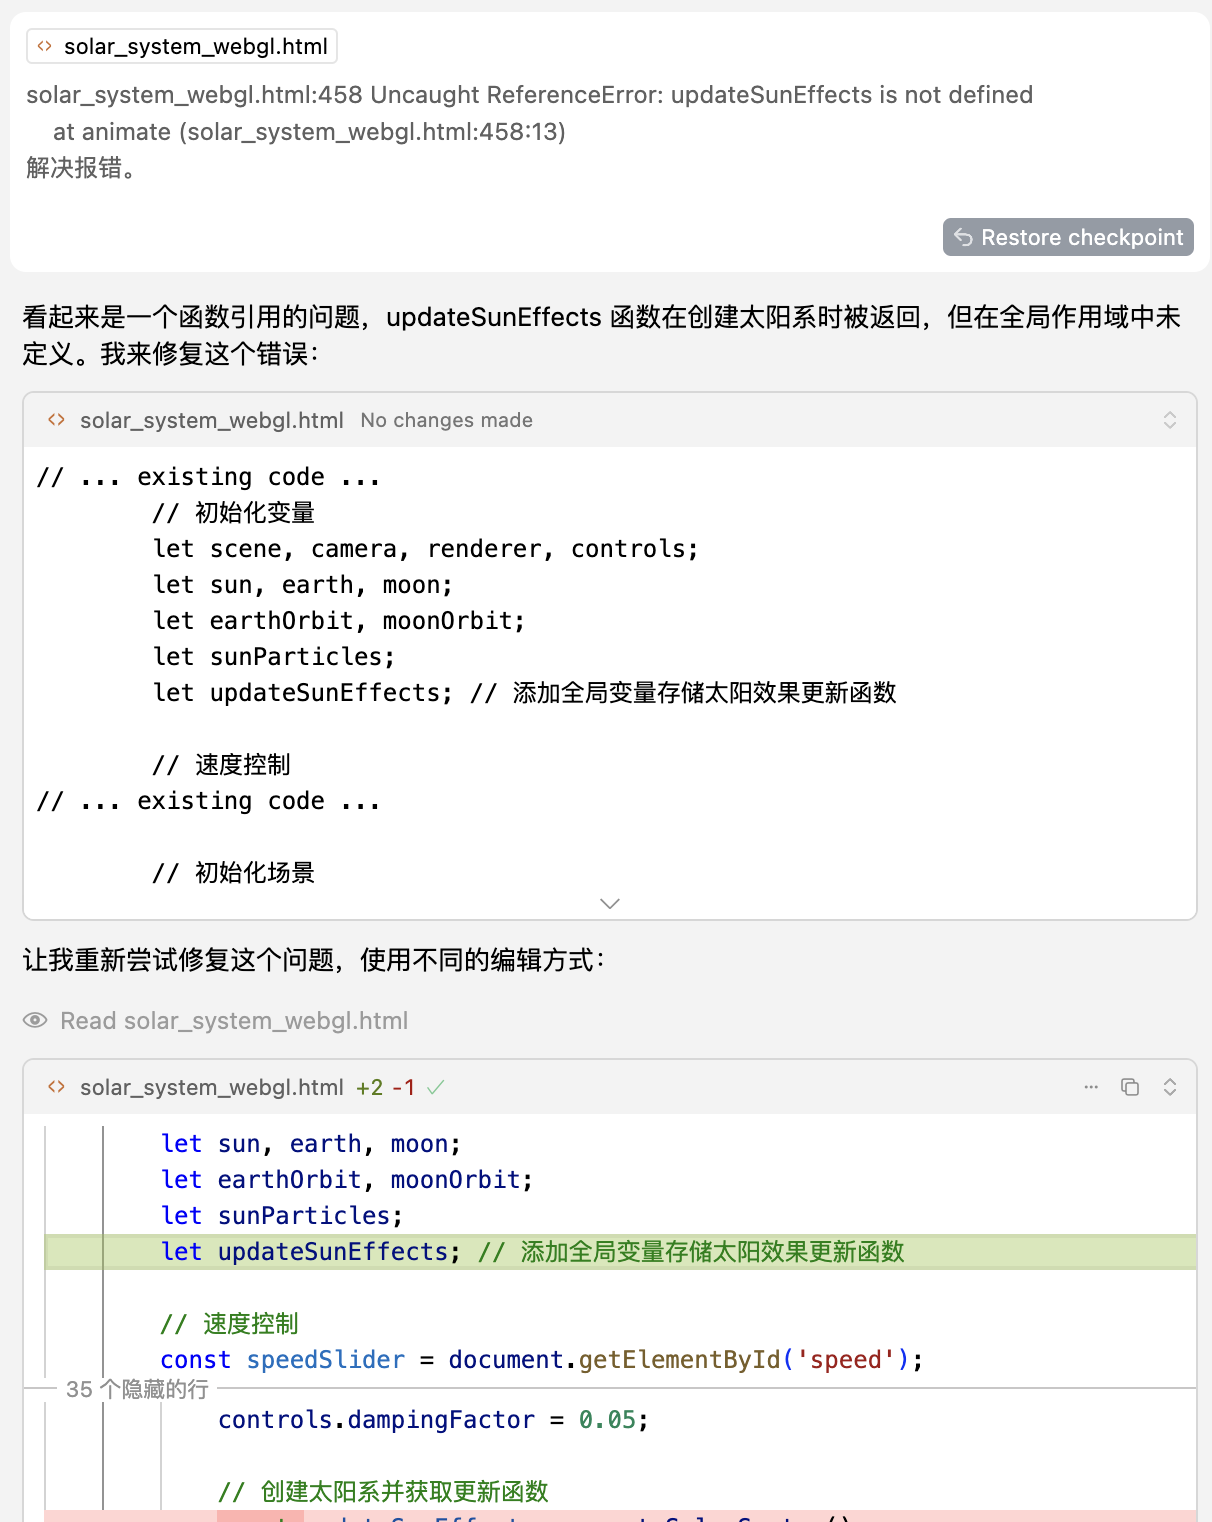 solar_system_webgl.html
solar_system_webgl.html:458 Uncaught ReferenceError: updateSunEffects is not defined
at animate (solar_system_webgl.html:458:13)
解决报错。
Restore checkpoint
看起来是一个函数引用的问题，updateSunEffects 函数在创建太阳系时被返回，但在全局作用域中未
定义。我来修复这个错误：
solar_system_webgl.html No changes made
// ... existing code ...
// 初始化变量
let scene, camera, renderer, controls;
let sun, earth, moon;
let earthOrbit, moonOrbit;
let sunParticles;
let updateSunEffects; // 添加全局变量存储太阳效果更新函数
// 速度控制
// ... existing code ...
// 初始化场景
让我重新尝试修复这个问题，使用不同的编辑方式：
Read solar_system_webgl.html
solar_system_webgl.html +2 -1
let sun, earth, moon;
let earthOrbit, moonOrbit;
let sunParticles;
let updateSunEffects; // 添加全局变量存储太阳效果更新函数
// 速度控制
const speedSlider = document.getElementById('speed');
35 个隐藏的行
controls.dampingFactor = 0.05;
// 创建太阳系并获取更新函数